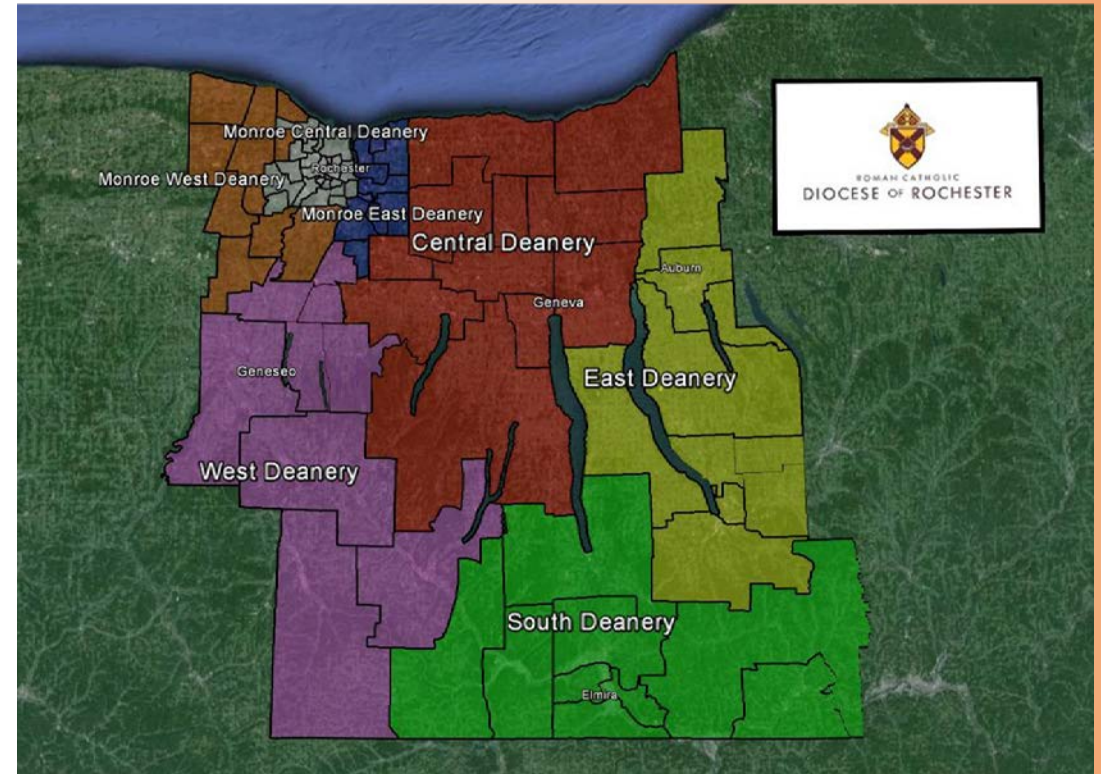 Monroe Central Deanery
Rochester
Monroe West Deanery
Monroe East Deanery
Central Deanery
ROMAN CATHOLIC
DIOCESE OF ROCHESTER
Auburn
Geneva
Geneseo
East Deanery
West Deanery
South Deanery
Elmira